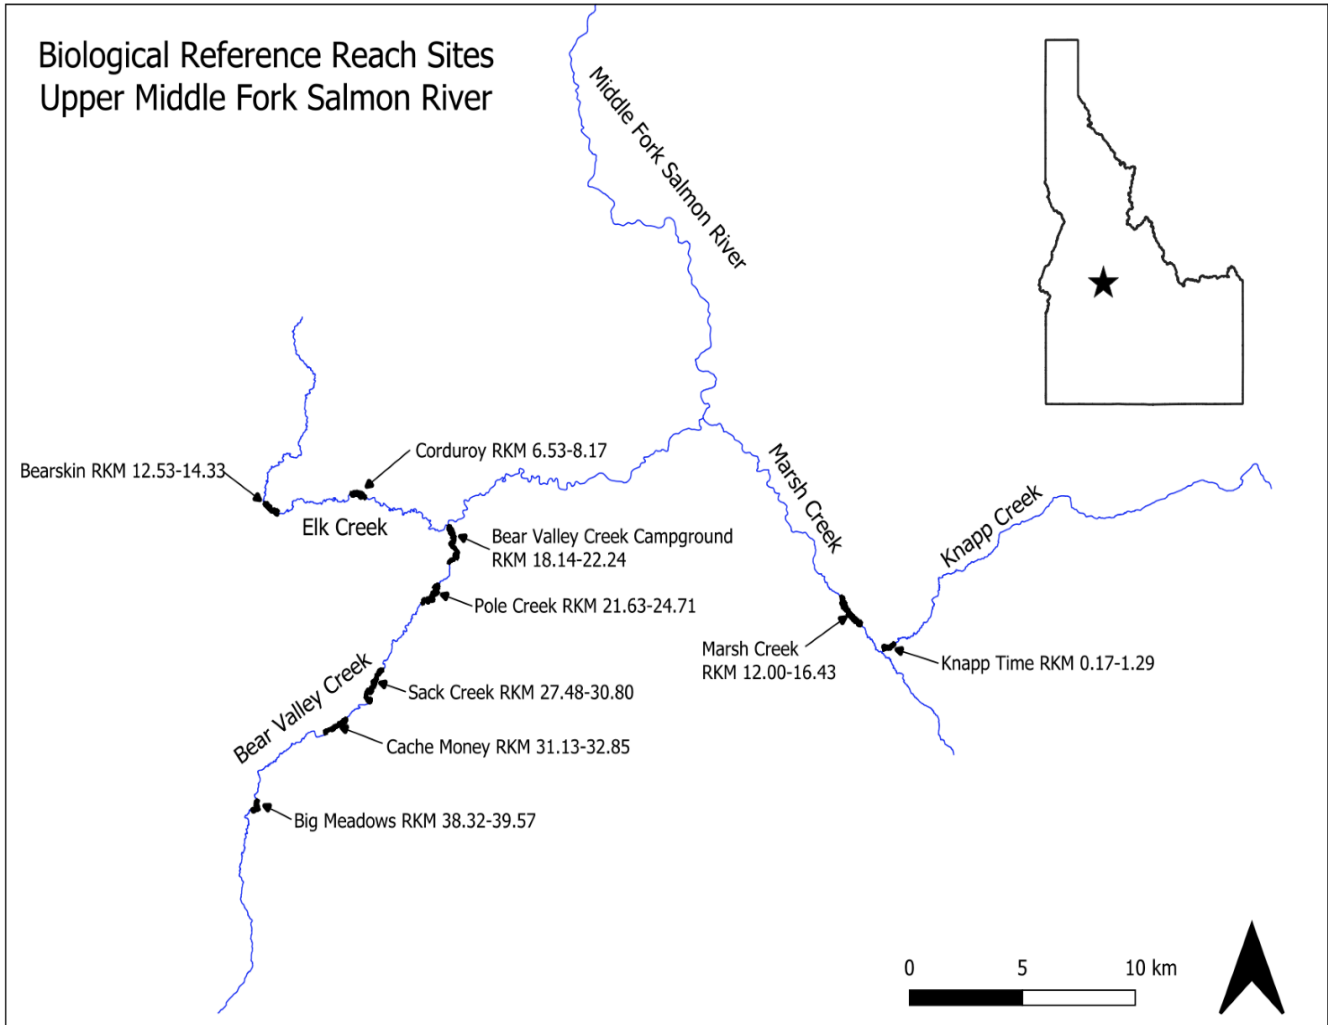 Biological Reference Reach Sites
Upper Middle Fork Salmon River
Middle Fork Salmon River
Bearskin RKM 12.53-14.33
Corduroy RKM 6.53-8.17
Elk Creek
Bear Valley Creek Campground
RKM 18.14-22.24
Pole Creek RKM 21.63-24.71
Marsh Creek
Knapp Creek
Marsh Creek
RKM 12.00-16.43
Knapp Time RKM 0.17-1.29
Bear Valley Creek
Sack Creek RKM 27.48-30.80
Cache Money RKM 31.13-32.85
Big Meadows RKM 38.32-39.57
0 5 10 km